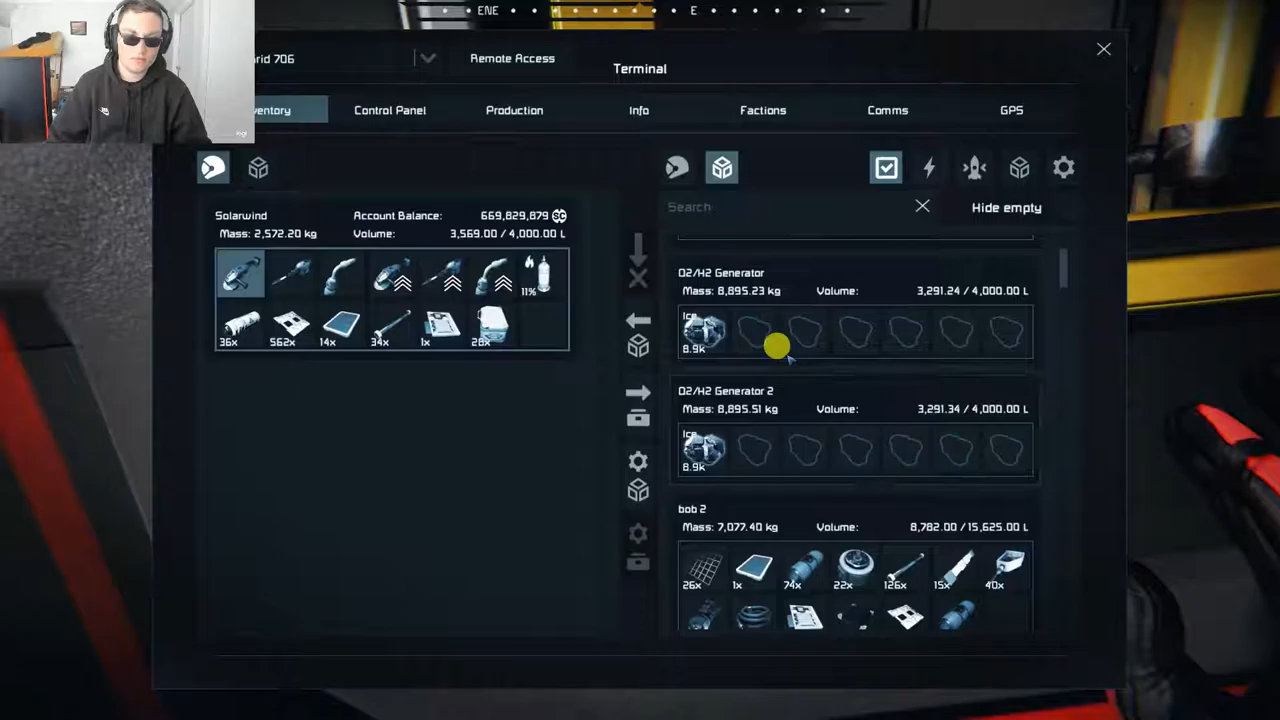 ENE
E
rid 706
Remote Access
Terminal
ventory
Control Panel
Production
Info
Factions
Comms
GPS
Search
Hide empty
Solarwind
Account Balance: 669,829,879 SC
Mass: 2,572.20 kg
Volume: 3,569.00 / 4,000.00 L
11%
36x
562x
14x
34x
1x
28x
O2/H2 Generator
Mass: 8,895.23 kg
Volume: 3,291.24 / 4,000.00 L
Ice
8.9k
O2/H2 Generator 2
Mass: 8,895.51 kg
Volume: 3,291.34 / 4,000.00 L
Ice
8.9k
bob 2
Mass: 7,077.40 kg
Volume: 8,782.00 / 15,625.00 L
26x
1x
74x
22x
126x
15x
40x